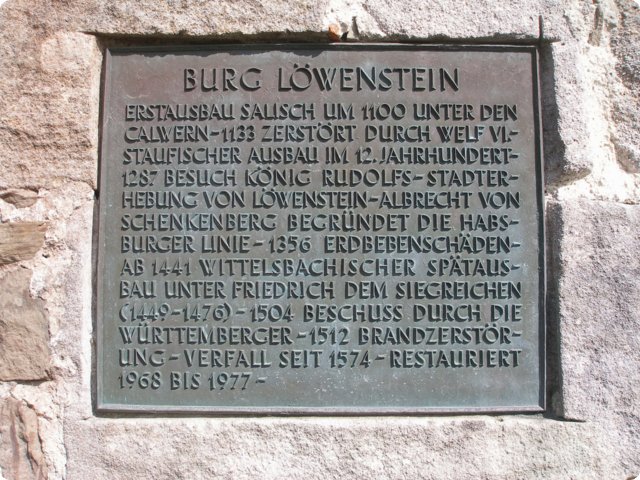 BURG LÖWENSTEIN
ERSTAUSBAU SALISCH UM 1100 UNTER DEN
CALWERN-1133 ZERSTÖRT DURCH WELF VI.-
STAUFISCHER AUSBAU IM 12. JAHRHUNDERT-
1287 BESUCH KÖNIG RUDOLFS-STADTER-
HEBUNG VON LÖWENSTEIN-ALBRECHT VON
SCHENKENBERG BEGRÜNDET DIE HABS-
BURGER LINIE-1356 ERDBEBENSCHÄDEN-
AB 1441 WITTELSBACHISCHER SPÄTAUS-
BAU UNTER FRIEDRICH DEM SIEGREICHEN
(1449-1476)-1504 BESCHUSS DURCH DIE
WÜRTTEMBERGER-1512 BRANDZERSTÖR-
UNG-VERFALL SEIT 1574-RESTAURIERT
1968 BIS 1977-